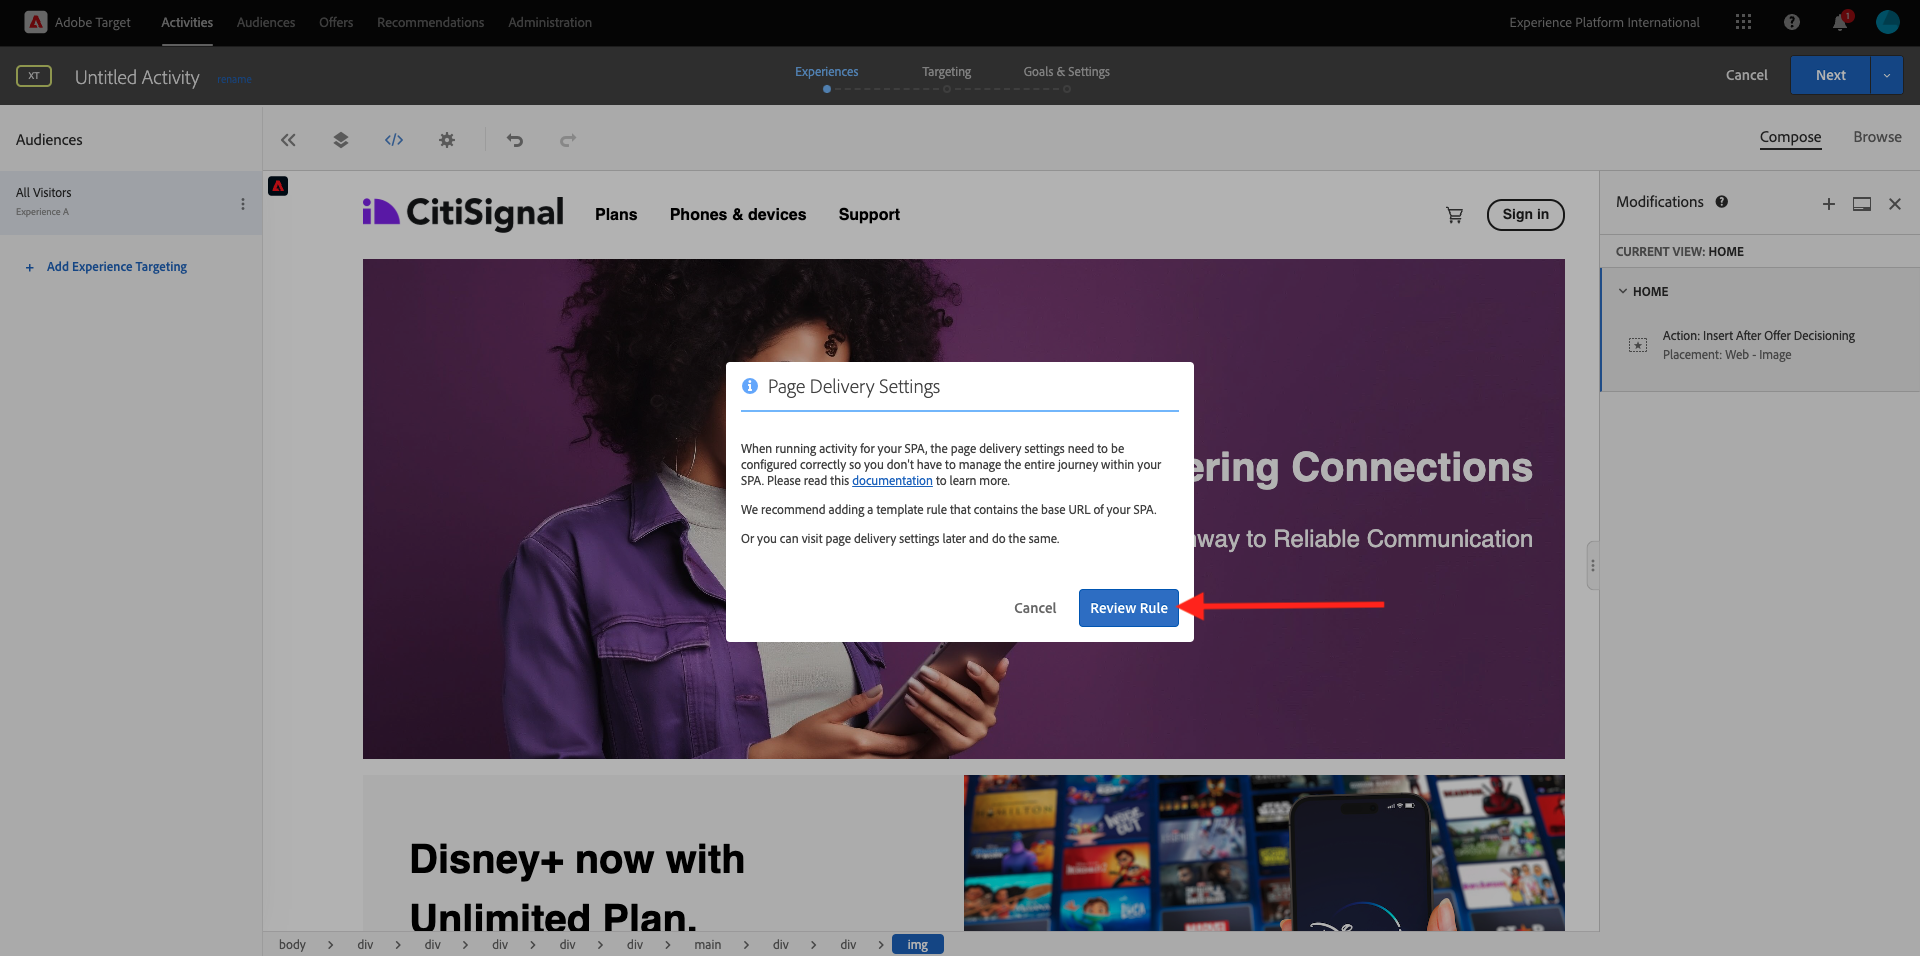 Adobe Target
Activities
Audiences
Offers
Recommendations
Administration
Experience Platform International
1
XT
Untitled Activity
rename
Experiences
Targeting
Goals & Settings
Cancel
Next
Audiences
Compose
Browse
All Visitors
Experience A
+ Add Experience Targeting
CitiSignal
Plans
Phones & devices
Support
Sign in
Modifications
CURRENT VIEW: HOME
HOME
Action: Insert After Offer Decisioning
Placement: Web - Image
Page Delivery Settings
When running activity for your SPA, the page delivery settings need to be
configured correctly so you don't have to manage the entire journey within your
SPA. Please read this documentation to learn more.
We recommend adding a template rule that contains the base URL of your SPA.
Or you can visit page delivery settings later and do the same.
Cancel
Review Rule
ering Connections
way to Reliable Communication
Disney+ now with
Unlimited Plan.
HAMILTON
DEADPOOL
LUCA
body > div > div > div > div > div > main > div > div > img